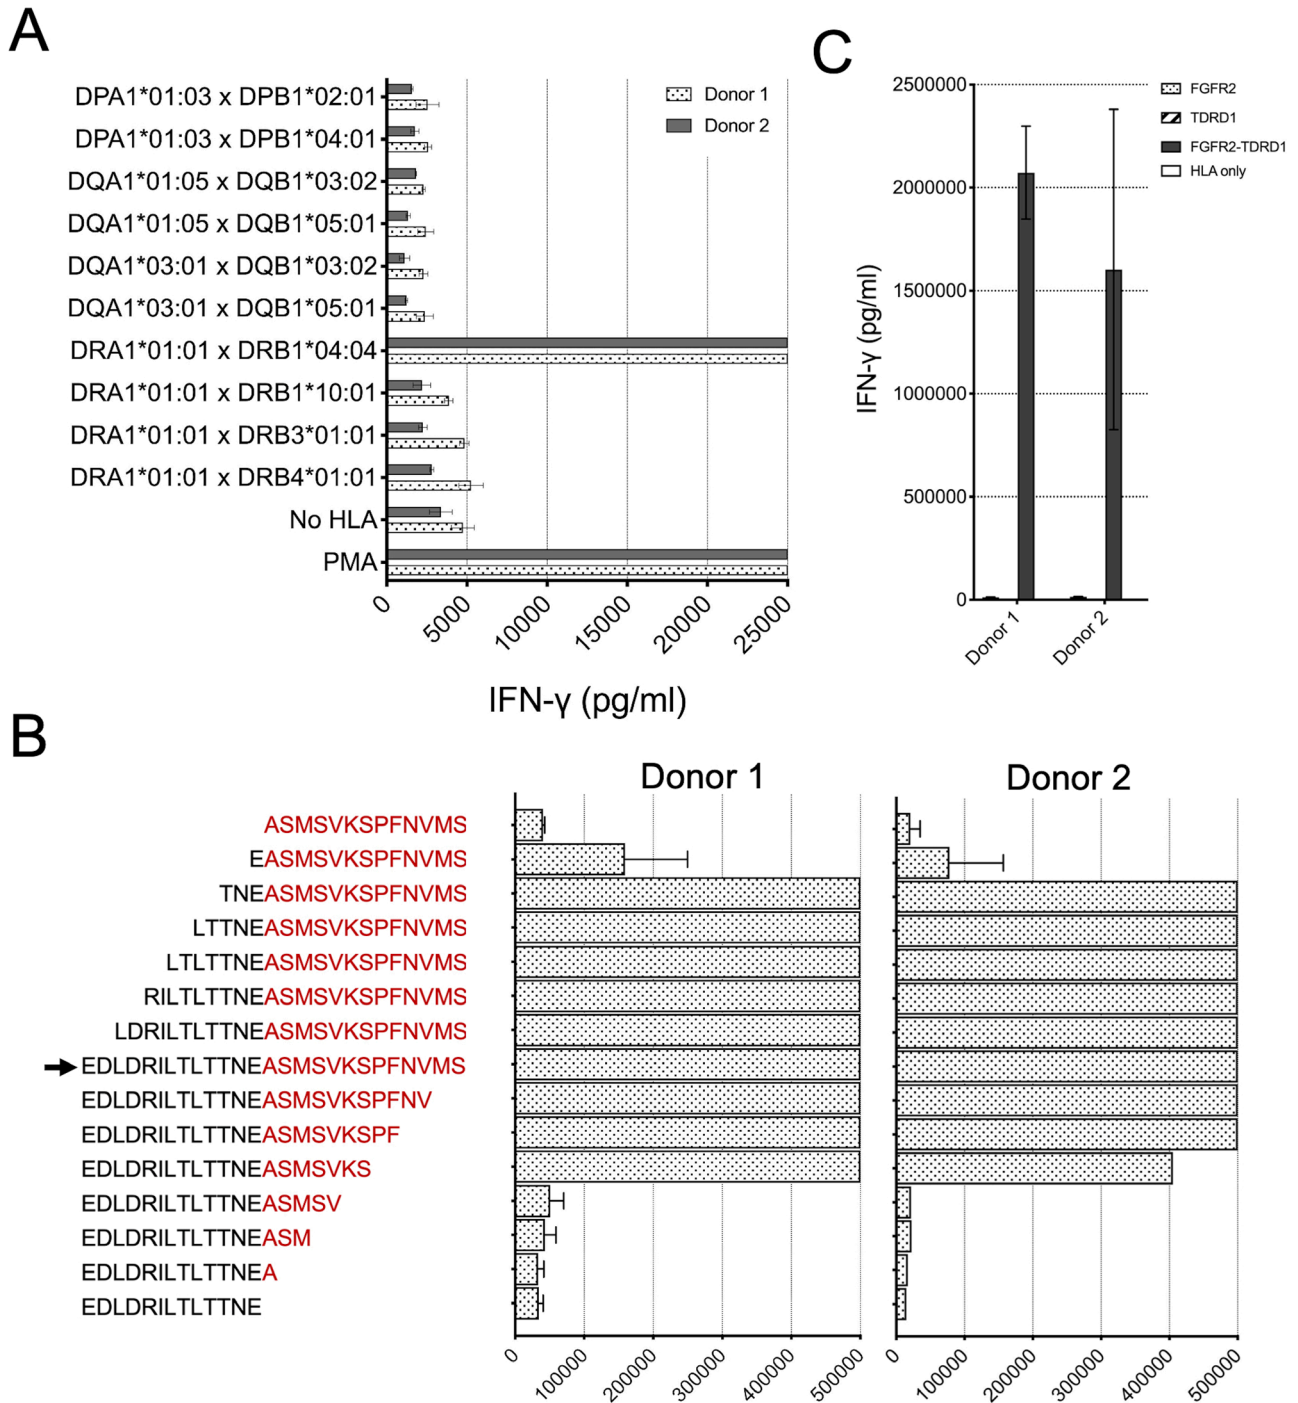 A
DPA1*01:03 x DPB1*02:01
DPA1*01:03 x DPB1*04:01
DQA1*01:05 x DQB1*03:02
DQA1*01:05 x DQB1*05:01
DQA1*03:01 x DQB1*03:02
DQA1*03:01 x DQB1*05:01
DRA1*01:01 x DRB1*04:04
DRA1*01:01 x DRB1*10:01
DRA1*01:01 x DRB3*01:01
DRA1*01:01 x DRB4*01:01
No HLA
PMA
Donor 1
Donor 2
0 5000 10000 15000 20000 25000
IFN-γ (pg/ml)
C
2500000
2000000
1500000
1000000
500000
0
IFN-γ (pg/ml)
Donor 1 Donor 2
FGFR2
TDRD1
FGFR2-TDRD1
HLA only
B
Donor 1 Donor 2
ASMSVKSPFNVMS
EASMSVKSPFNVMS
TNEASMSVKSPFNVMS
LTTNEASMSVKSPFNVMS
LTLTTNEASMSVKSPFNVMS
RILTLTTNEASMSVKSPFNVMS
LDRILTLTTNEASMSVKSPFNVMS
EDLDRILTLTTNEASMSVKSPFNVMS
EDLDRILTLTTNEASMSVKSPFNV
EDLDRILTLTTNEASMSVKSPF
EDLDRILTLTTNEASMSVKS
EDLDRILTLTTNEASMSV
EDLDRILTLTTNEASM
EDLDRILTLTTNEA
EDLDRILTLTTNE
0 100000 200000 300000 400000 500000
0 100000 200000 300000 400000 500000